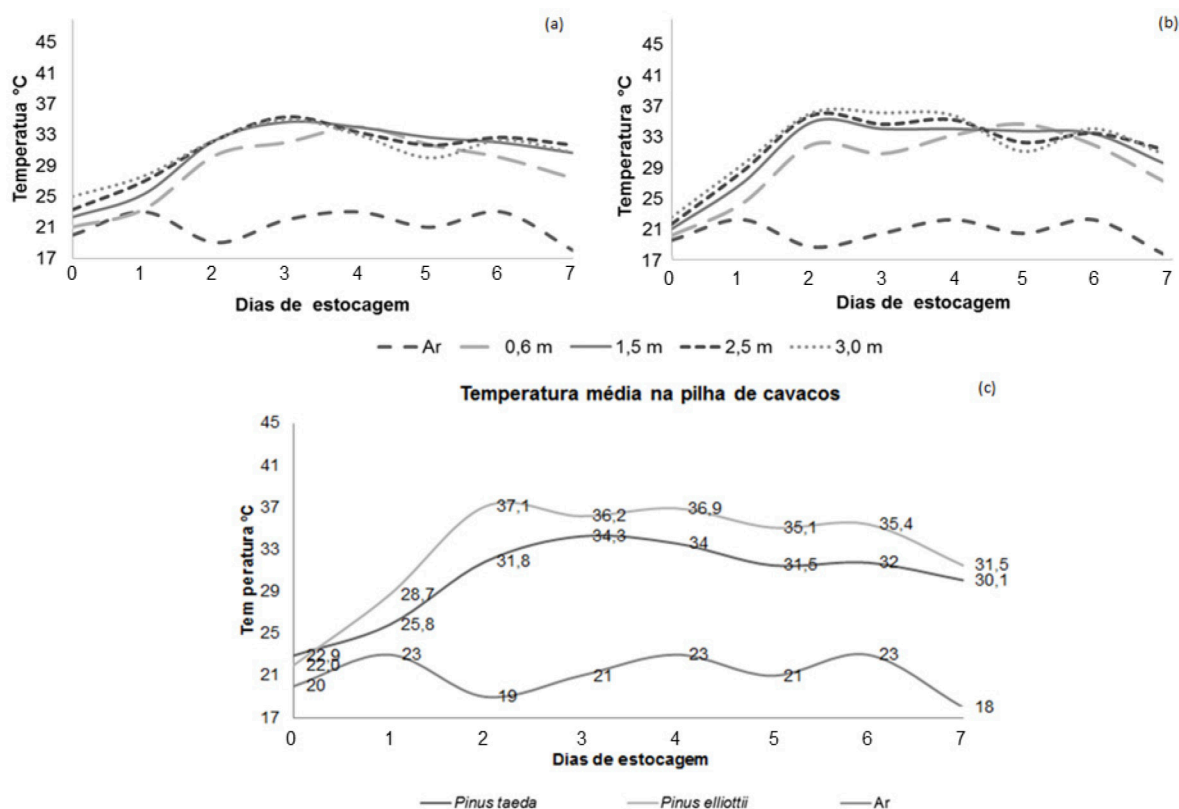 (a)
Temperatua °C
45
41
37
33
29
25
21
17
0 1 2 3 4 5 6 7
Dias de estocagem
(b)
Temperatura °C
45
41
37
33
29
25
21
17
0 1 2 3 4 5 6 7
Dias de estocagem
Ar 0,6 m 1,5 m 2,5 m 3,0 m
Temperatura média na pilha de cavacos
(c)
Tem peratura °C
45
41
37
33
29
25
21
17
37,1 36,2 36,9 35,1 35,4 31,5
28,7
22,0
22,9 25,8 31,8 34,3 34 31,5 32 30,1
20 23 19 21 23 21 23 18
0 1 2 3 4 5 6 7
Dias de estocagem
Pinus taeda Pinus elliottii Ar